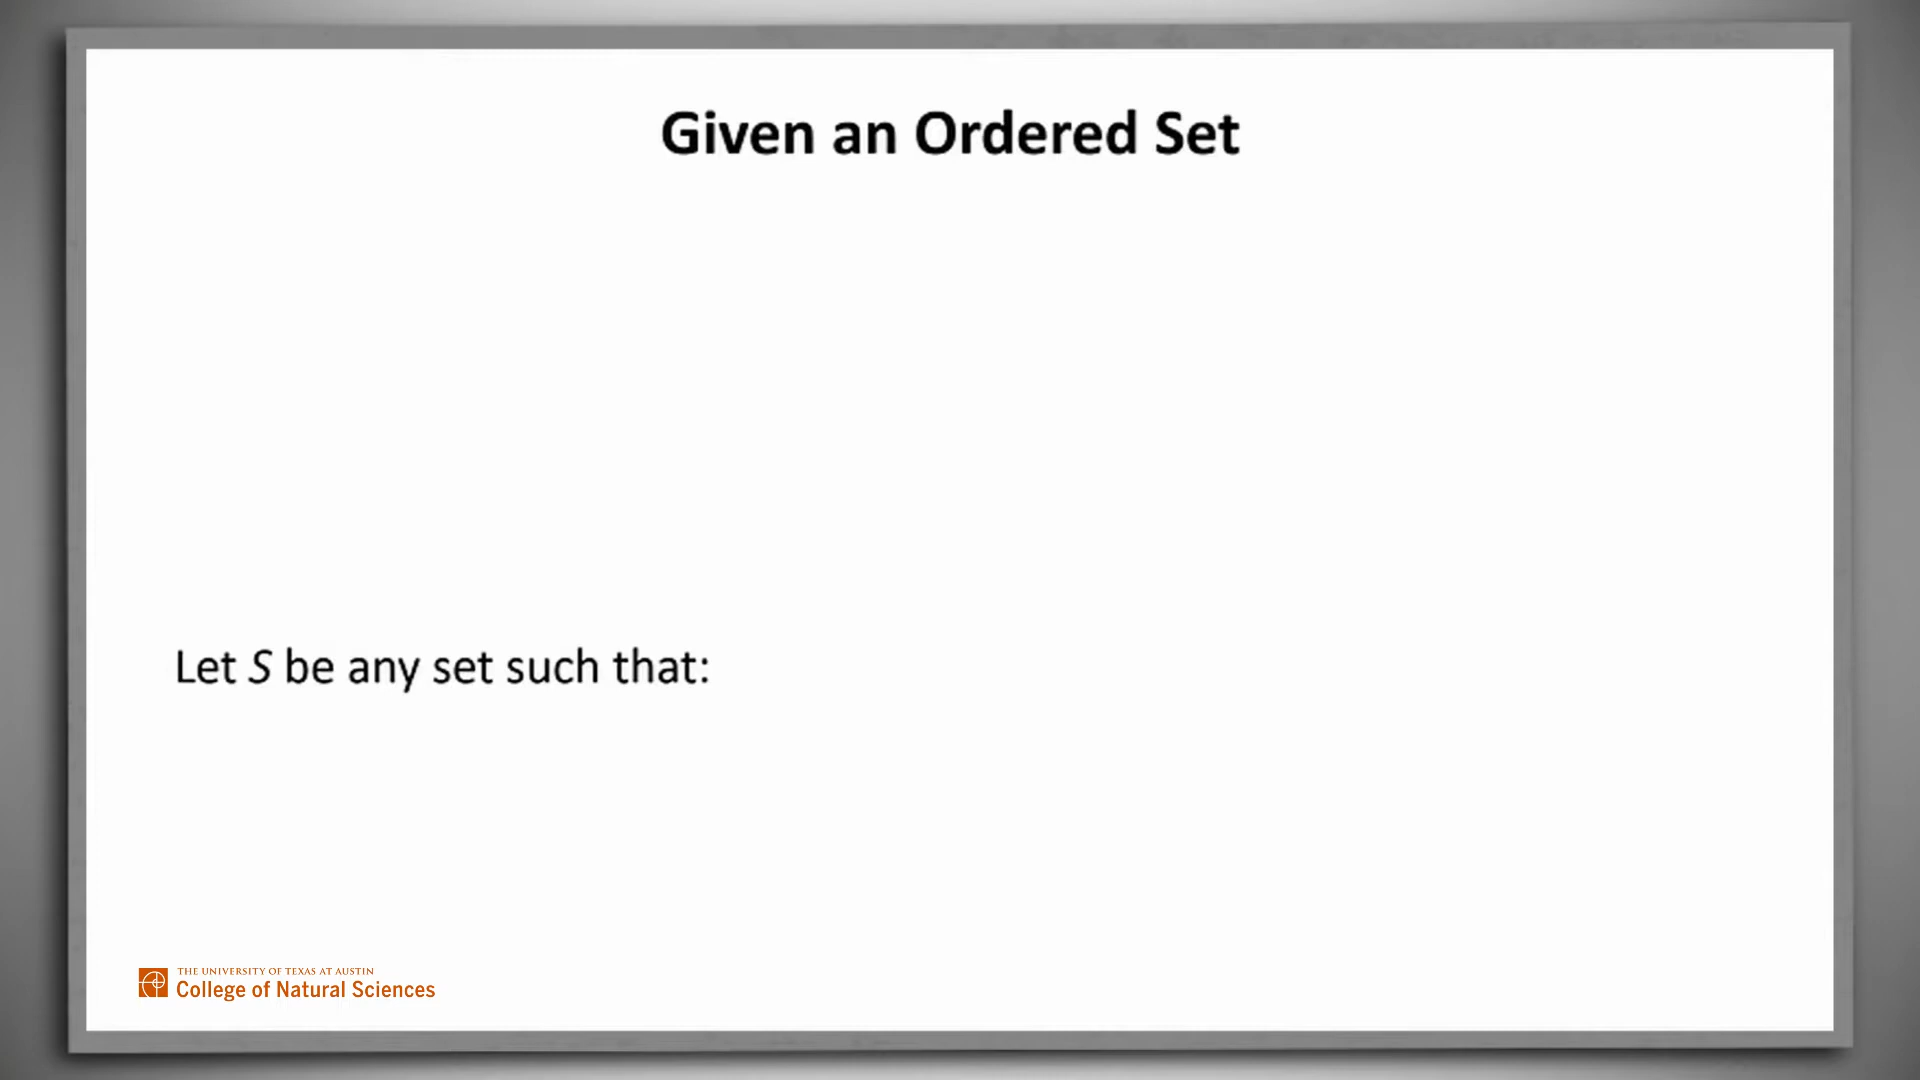 Given an Ordered Set
Let S be any set such that:
THE UNIVERSITY OF TEXAS AT AUSTIN
College of Natural Sciences